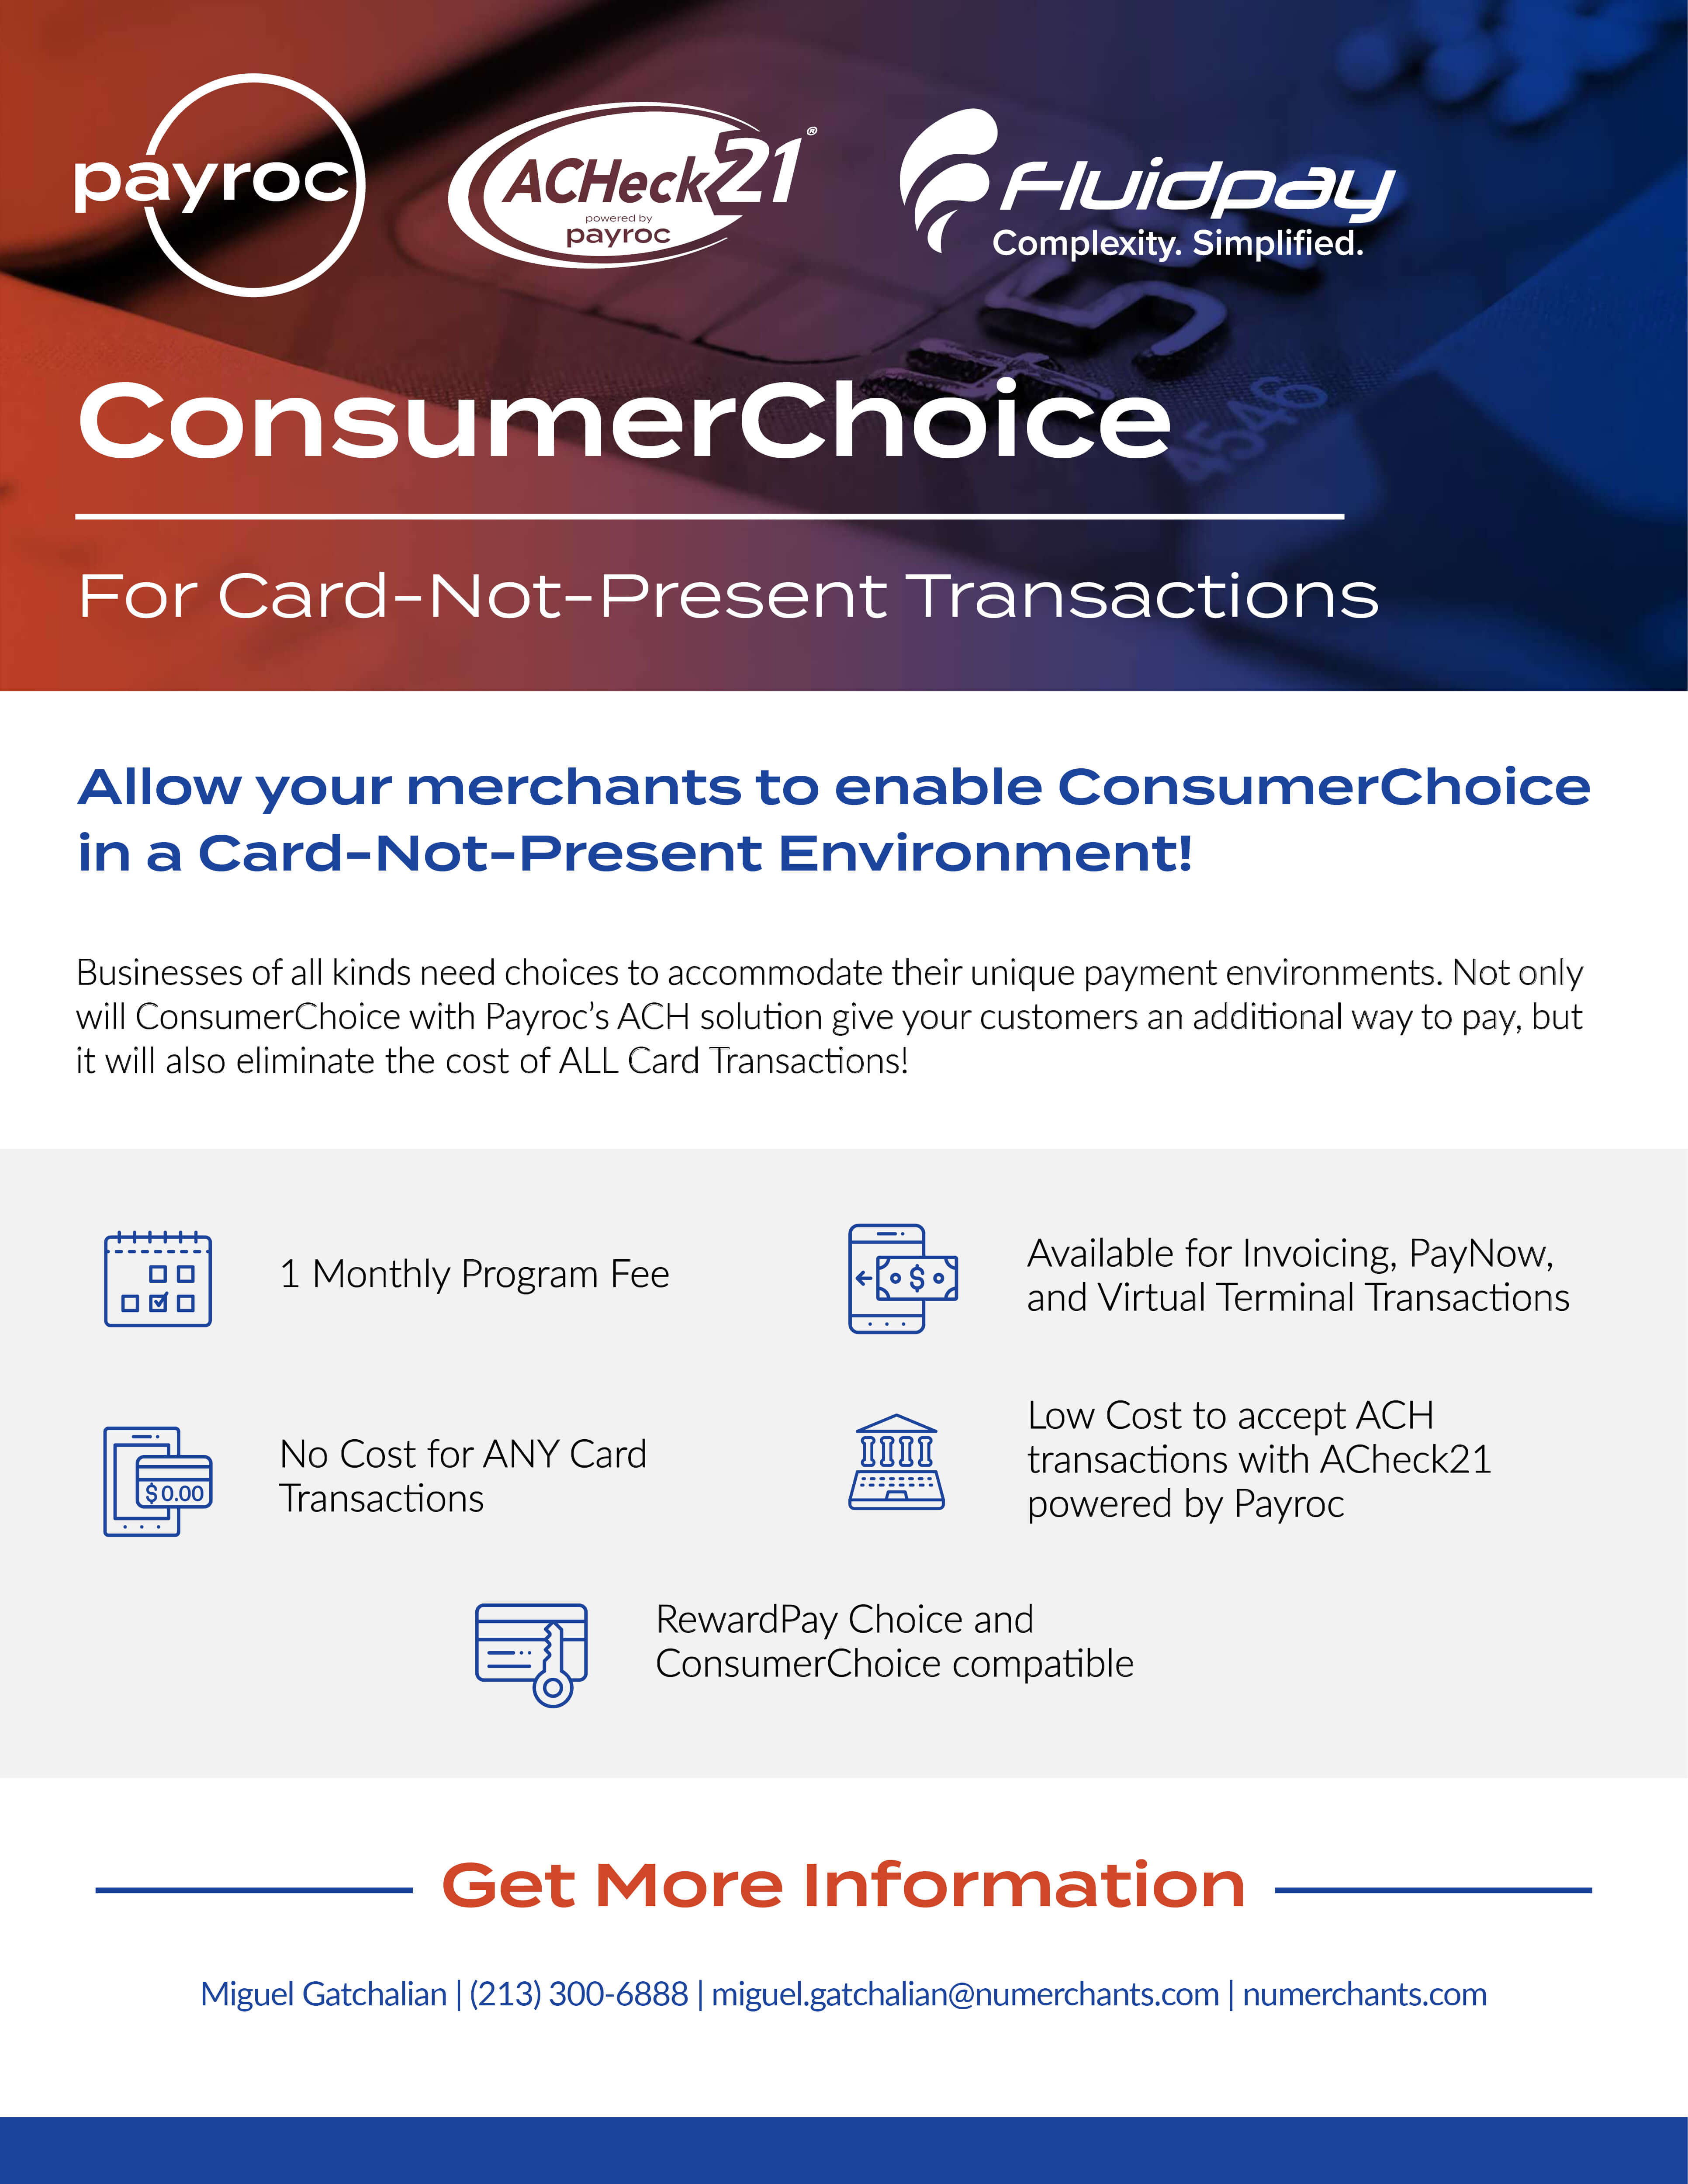 payroc
ACHeck21®
powered by
payroc
Fluidpay
Complexity. Simplified.
4546
ConsumerChoice
For Card-Not-Present Transactions
Allow your merchants to enable ConsumerChoice
in a Card-Not-Present Environment!
Businesses of all kinds need choices to accommodate their unique payment environments. Not only
will ConsumerChoice with Payroc’s ACH solution give your customers an additional way to pay, but
it will also eliminate the cost of ALL Card Transactions!
1 Monthly Program Fee
$
Available for Invoicing, PayNow,
and Virtual Terminal Transactions
$0.00
No Cost for ANY Card
Transactions
Low Cost to accept ACH
transactions with ACheck21
powered by Payroc
RewardPay Choice and
ConsumerChoice compatible
Get More Information
Miguel Gatchalian | (213) 300-6888 | miguel.gatchalian@numerchants.com | numerchants.com